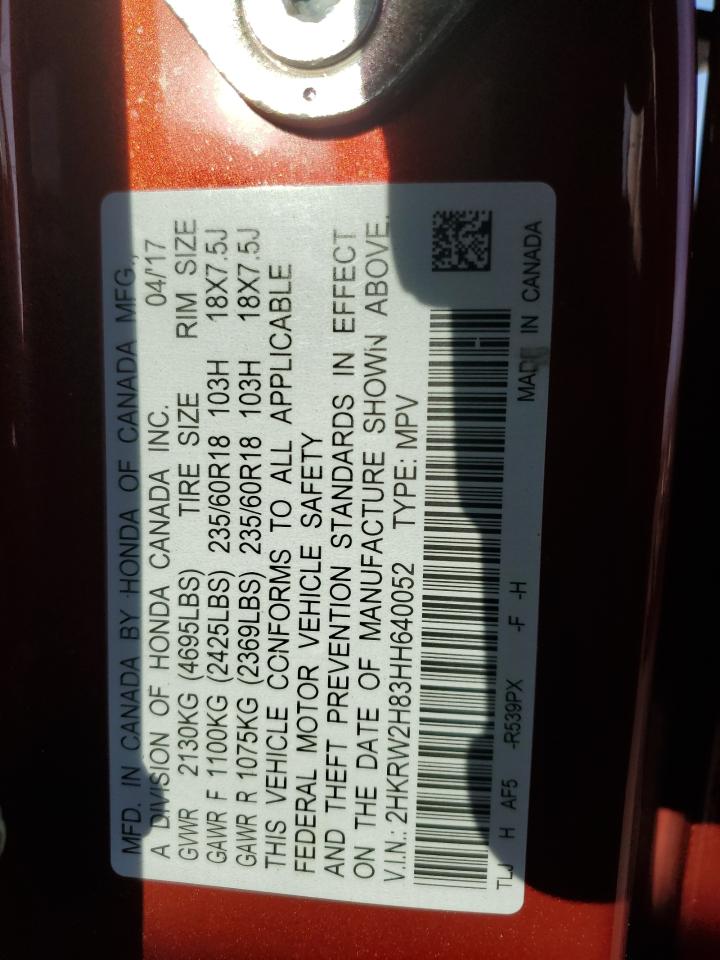 MFD. IN CANADA BY HONDA OF CANADA MFG.,
A DIVISION OF HONDA CANADA INC. 04/'17
GVWR 2130KG (4695LBS) TIRE SIZE RIM SIZE
GAWR F 1100KG (2425LBS) 235/60R18 103H 18X7.5J
GAWR R 1075KG (2369LBS) 235/60R18 103H 18X7.5J
THIS VEHICLE CONFORMS TO ALL APPLICABLE
FEDERAL MOTOR VEHICLE SAFETY
AND THEFT PREVENTION STANDARDS IN EFFECT
ON THE DATE OF MANUFACTURE SHOWN ABOVE.
V.I.N.: 2HKRW2H83HH640052 TYPE: MPV
TLJ H AF5 -R539PX -F -H MADE IN CANADA